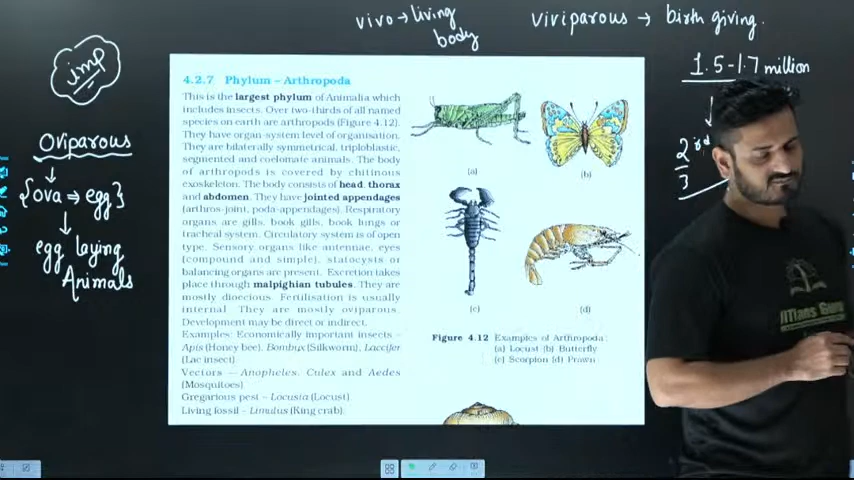 vivo → living
body
viviparous → birth giving.
imp
1.5-1.7 million
Oviparous
{ova ⇒ egg}
egg laying
Animals
2 ird
3
4.2.7 Phylum – Arthropoda
This is the largest phylum of Animalia which
includes insects. Over two-thirds of all named
species on earth are arthropods (Figure 4.12).
They have organ-system level of organisation.
They are bilaterally symmetrical, triploblastic,
segmented and coelomate animals. The body
of arthropods is covered by chitinous
exoskeleton. The body consists of head, thorax
and abdomen. They have jointed appendages
(arthros-joint, poda-appendages). Respiratory
organs are gills, book gills, book lungs or
tracheal system. Circulatory system is of open
type. Sensory organs like antennae, eyes
(compound and simple), statocysts or
balancing organs are present. Excretion takes
place through malpighian tubules. They are
mostly dioecious. Fertilisation is usually
internal. They are mostly oviparous.
Development may be direct or indirect.
Examples: Economically important insects –
Apis (Honey bee), Bombyx (Silkworm), Laccifer
(Lac insect)
Vectors – Anopheles, Culex and Aedes
(Mosquitoes)
Gregarious pest – Locusta (Locust)
Living fossil – Limulus (King crab).
(a)
(b)
(c)
(d)
Figure 4.12 Examples of Arthropoda:
(a) Locust (b) Butterfly
(c) Scorpion (d) Prawn